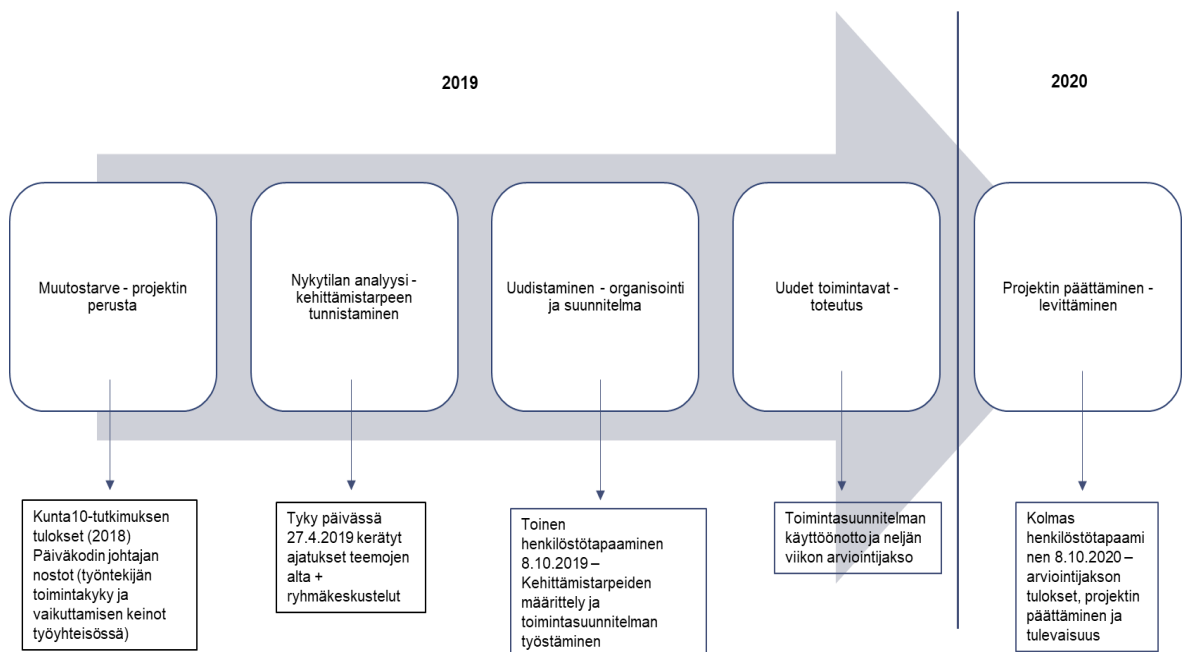 2019
2020
Muutostarve - projektin
perusta
Nykytilan analyysi -
kehittämistarpeen
tunnistaminen
Uudistaminen - organisointi
ja suunnitelma
Uudet toimintavat -
toteutus
Projektin päättäminen -
levittäminen
Kunta10-tutkimuksen
tulokset (2018)
Päiväkodin johtajan
nostot (työntekijän
toimintakyky ja
vaikuttamisen keinot
työyhteisössä)
Tyky päivässä
27.4.2019 kerätyt
ajatukset teemojen
alta +
ryhmäkeskustelut
Toinen
henkilöstötapaaminen
8.10.2019 –
Kehittämistarpeiden
määrittely ja
toimintasuunnitelman
työstäminen
Toimintasuunnitelman
käyttöönotto ja neljän
viikon arviointijakso
Kolmas
henkilöstötapaami
nen 8.10.2020 –
arviointijakson
tulokset, projektin
päättäminen ja
tulevaisuus